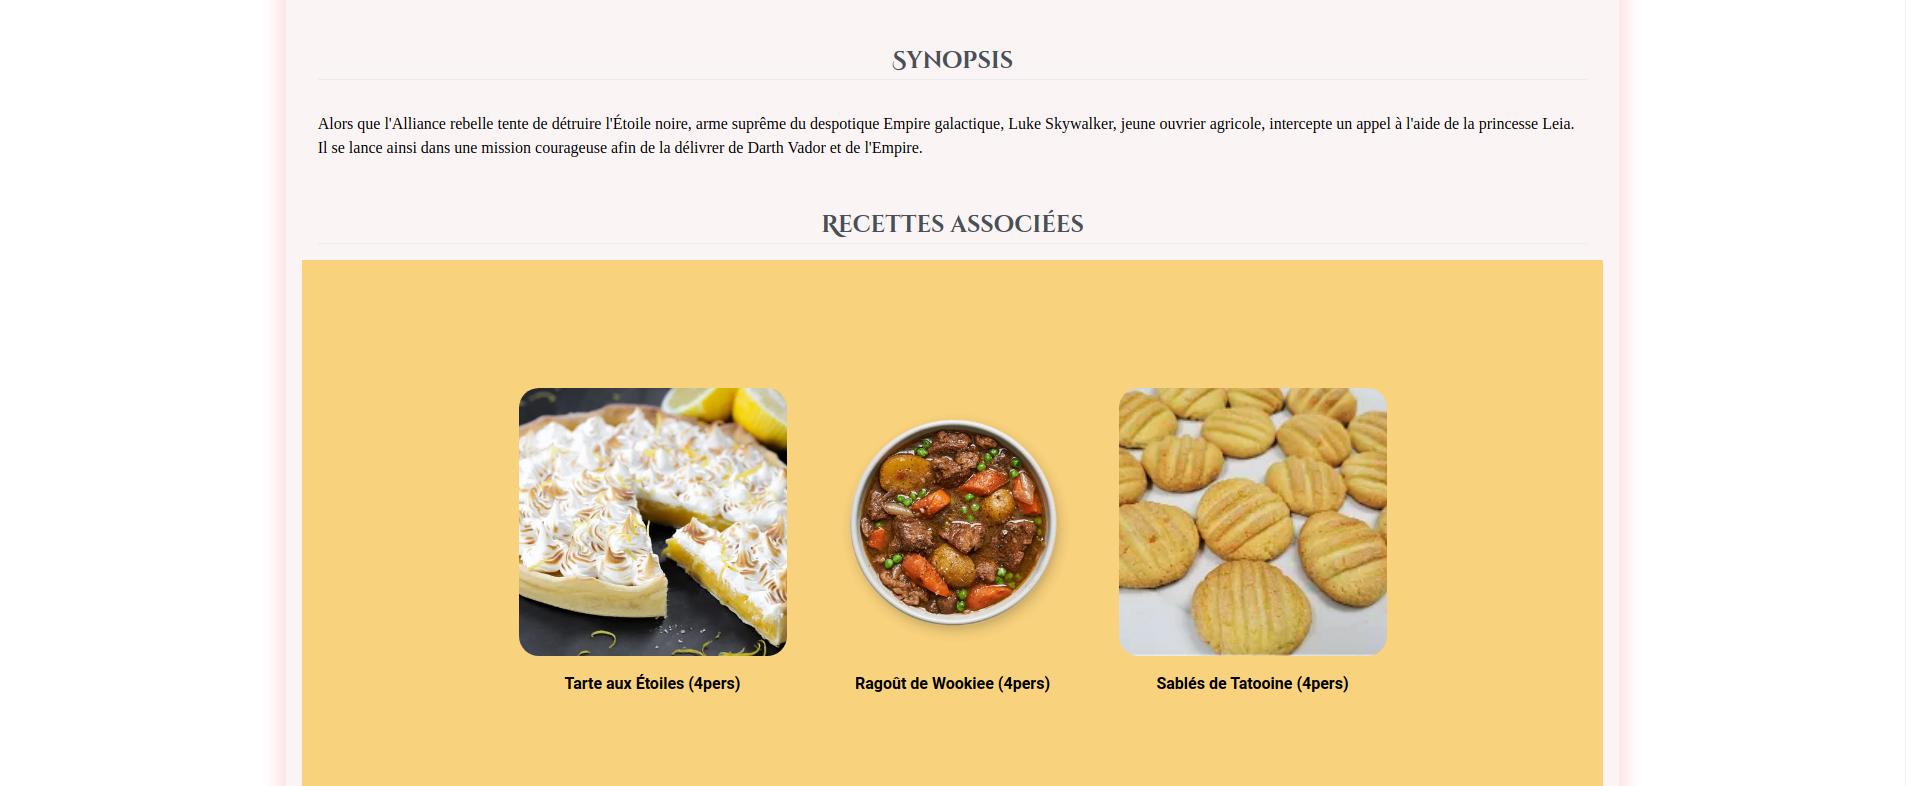 Synopsis
Alors que l'Alliance rebelle tente de détruire l'Étoile noire, arme suprême du despotique Empire galactique, Luke Skywalker, jeune ouvrier agricole, intercepte un appel à l'aide de la princesse Leia.
Il se lance ainsi dans une mission courageuse afin de la délivrer de Darth Vador et de l'Empire.
Recettes associées
Tarte aux Étoiles (4pers)
Ragoût de Wookiee (4pers)
Sablés de Tatooine (4pers)